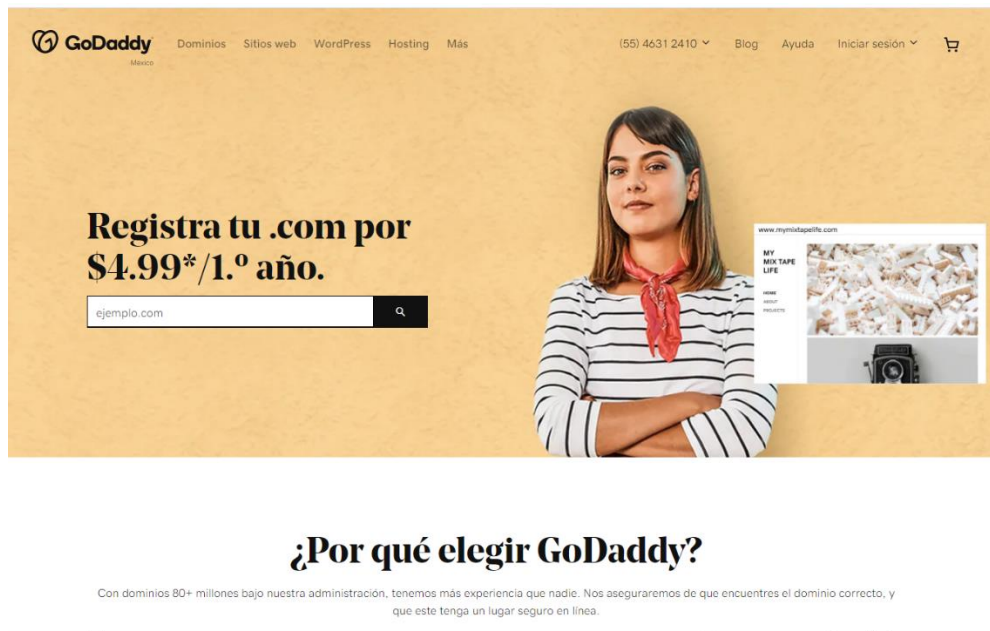 GoDaddy
México
Dominios Sitios web WordPress Hosting Más
(55) 4631 2410 Blog Ayuda Iniciar sesión
Registra tu .com por
$4.99*/1.º año.
ejemplo.com
www.mymixtapelife.com
MY
MIX TAPE
LIFE
HOME
ABOUT
PROJECTS
¿Por qué elegir GoDaddy?
Con dominios 80+ millones bajo nuestra administración, tenemos más experiencia que nadie. Nos aseguraremos de que encuentres el dominio correcto, y
que este tenga un lugar seguro en línea.